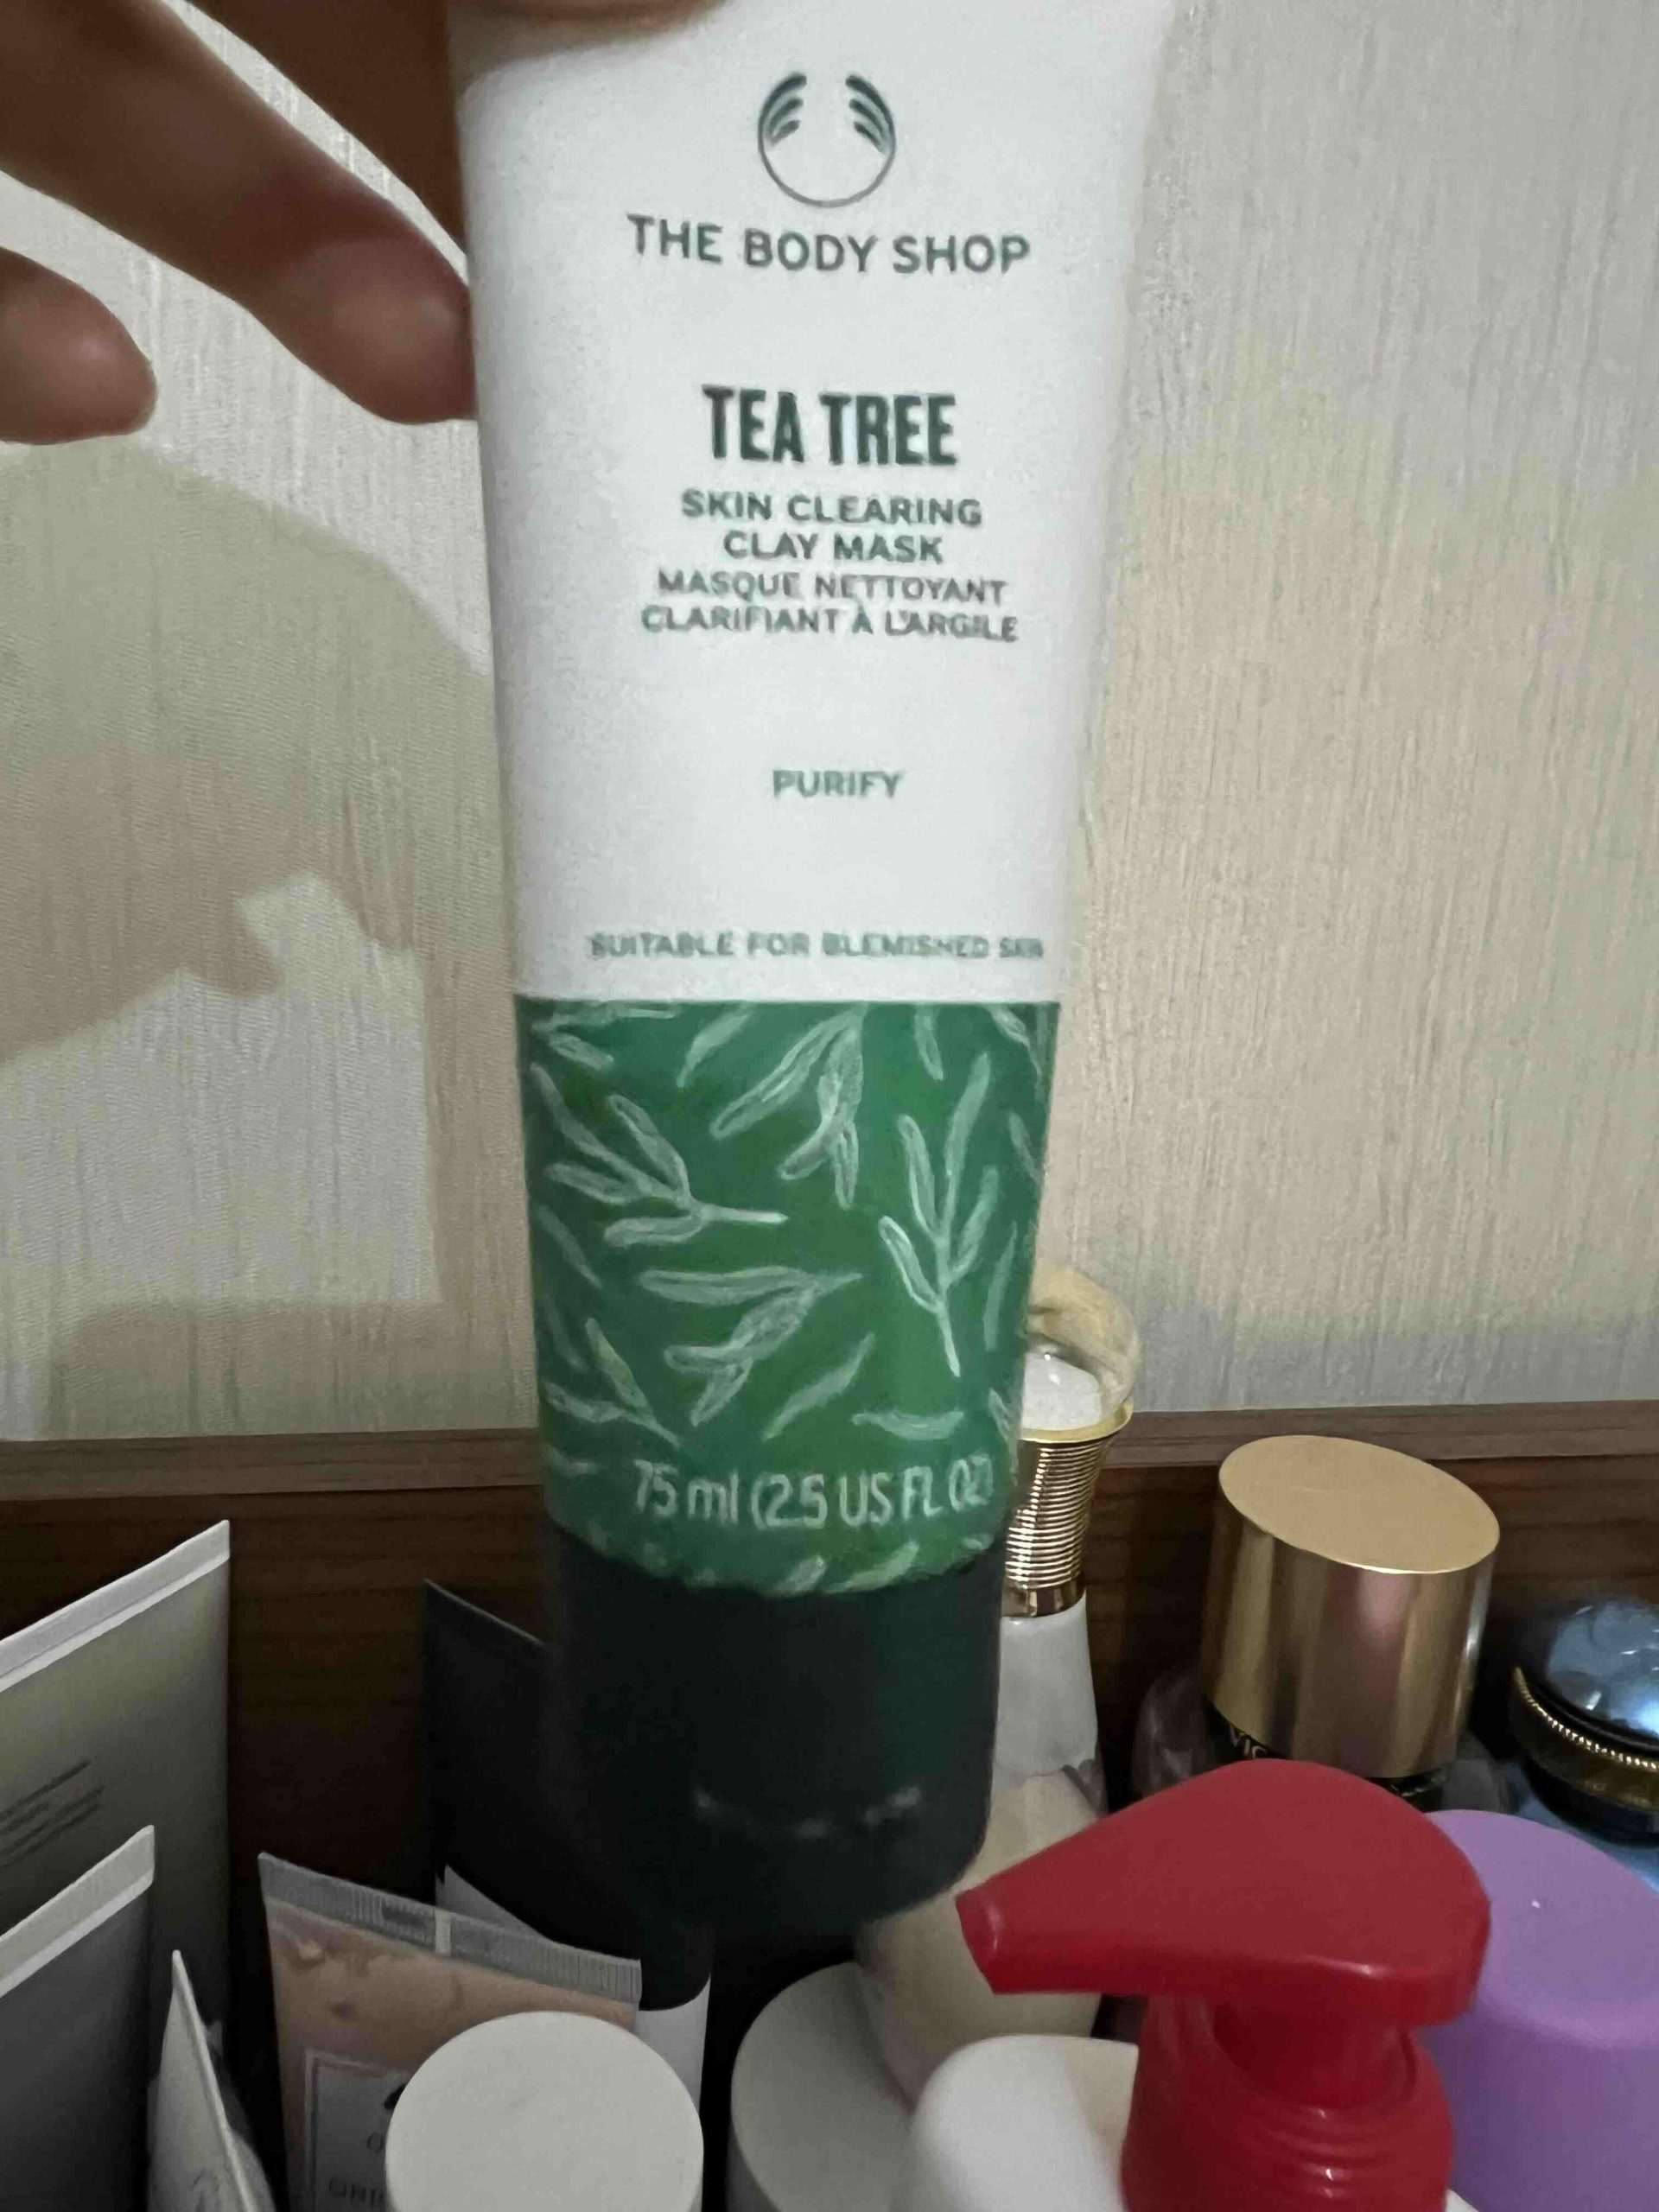 THE BODY SHOP
TEA TREE
SKIN CLEARING
CLAY MASK
MASQUE NETTOYANT
CLARIFIANT À L'ARGILE
PURIFY
SUITABLE FOR BLEMISHED SKIN
75 ml (2.5 US FL OZ)
VIC